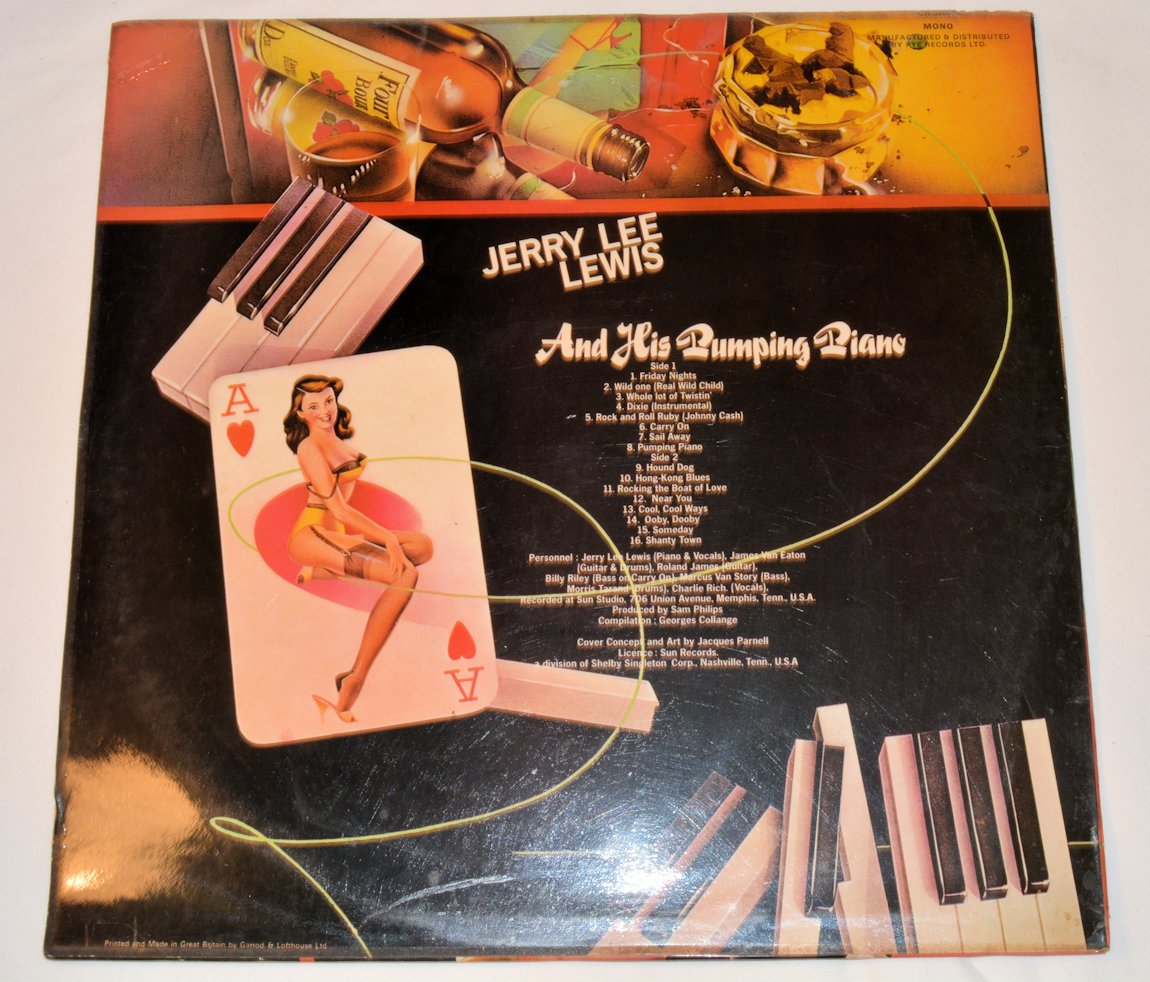 MONO
MANUFACTURED & DISTRIBUTED
BY PYE RECORDS LTD.
Four
JERRY LEE
LEWIS
And His Pumping Piano
Side 1
1. Friday Nights
2. Wild one (Real Wild Child)
3. Whole lot of Twistin'
4. Dixie (Instrumental)
5. Rock and Roll Ruby (Johnny Cash)
6. Carry On
7. Sail Away
8. Pumping Piano
Side 2
9. Hound Dog
10. Hong-Kong Blues
11. Rocking the Boat of Love
12. Near You
13. Cool, Cool Ways
14. Ooby, Dooby
15. Someday
16. Shanty Town
Personnel : Jerry Lee Lewis (Piano & Vocals), James Van Eaton
(Guitar & Drums), Roland James (Guitar),
Billy Riley (Bass on Carry On), Marcus Van Story (Bass),
Morris Tarand (Drums), Charlie Rich, (Vocals),
Recorded at Sun Studio, 706 Union Avenue, Memphis, Tenn., U.S.A.
Produced by Sam Philips
Compilation : Georges Collange
Cover Concept and Art by Jacques Parnell
Licence : Sun Records,
a division of Shelby Singleton Corp., Nashville, Tenn., U.S.A
A
A
Printed and Made in Great Britain by Garrod & Lofthouse Ltd.